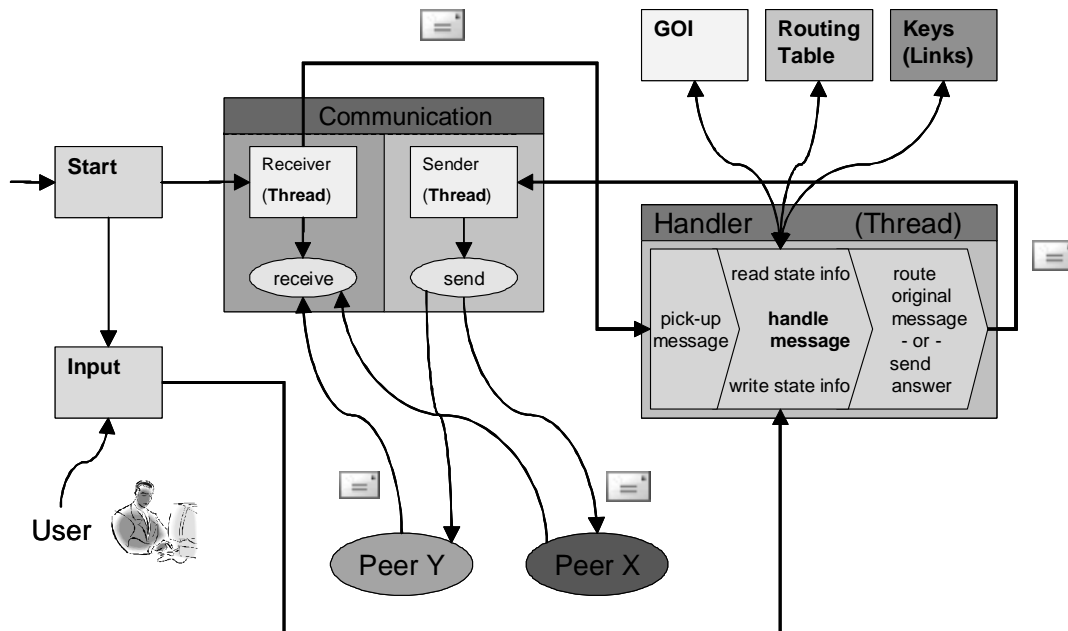 GOI
Routing
Table
Keys
(Links)
Communication
Start
Receiver
(Thread)
Sender
(Thread)
receive
send
Handler (Thread)
pick-up
message
read state info
handle
message
write state info
route
original
message
- or -
send
answer
Input
User
Peer Y
Peer X